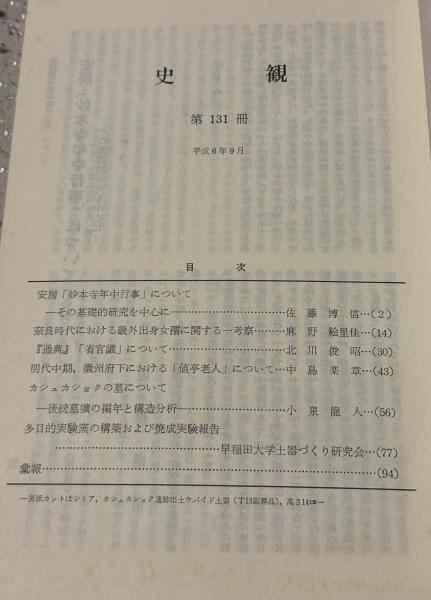 史観
第131冊
平成6年9月
目次
安房「妙本寺年中行事」について
―その基礎的研究を中心に―……………………………佐藤博信…(2)
奈良時代における畿外出身女孺に関する一考察………麻野絵里佳…(14)
『通典』「省官議」について……………………………北川俊昭…(30)
明代中期、徽州府下における「値亭老人」について…中島楽章…(43)
カシュカショクの墓について
―後続墓壙の編年と構造分析―…………………………小泉龍人…(56)
多目的実験窯の構築および焼成実験報告
……………………………早稲田大学土器づくり研究会…(77)
彙報…………………………………………………………………(94)
―表紙カットはシリア、カシュカショク遺跡出土ウバイド土器(T13副葬品)、高さ14㎝―